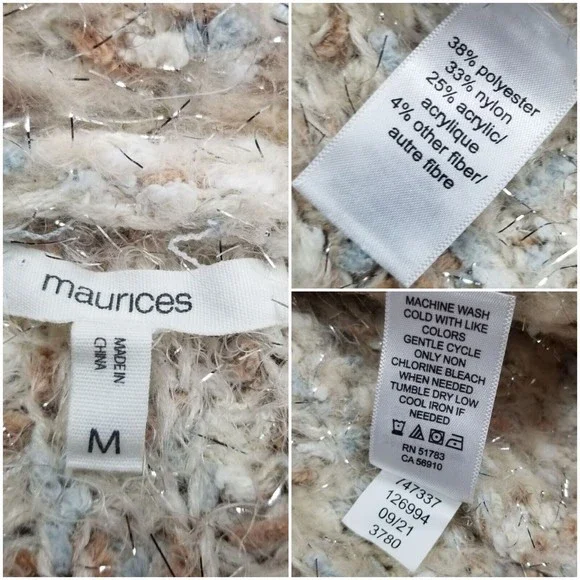 maurices
MADE IN
CHINA
M
38% polyester
33% nylon
25% acrylic/
acrylique
4% other fiber/
autre fibre
MACHINE WASH
COLD WITH LIKE
COLORS
GENTLE CYCLE
ONLY NON
CHLORINE BLEACH
WHEN NEEDED
TUMBLE DRY LOW
COOL IRON IF
NEEDED
RN 51783
CA 56910
747337
126994
09/21
3780